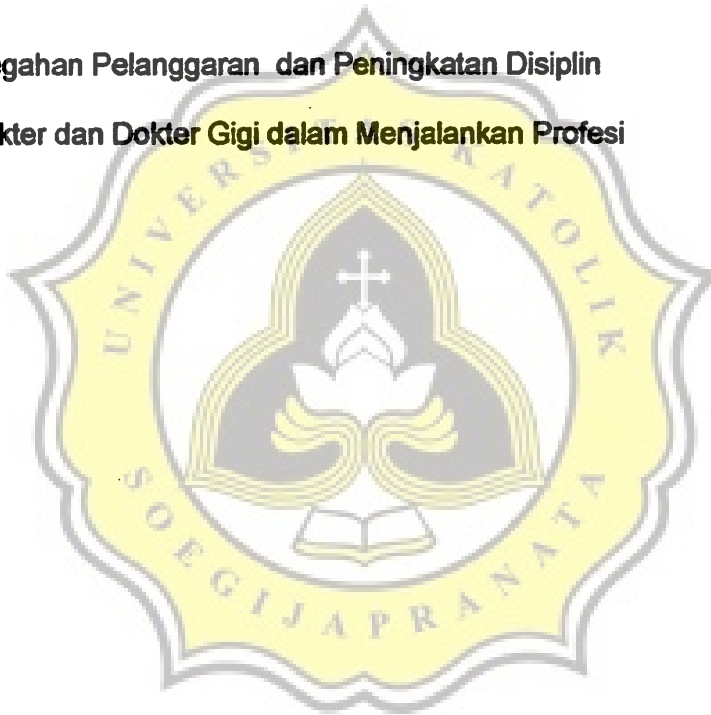 egahan Pelanggaran dan Peningkatan Disiplin
kter dan Dokter Gigi dalam Menjalankan Profesi
UNIVERSITAS KATOLIK
SOEGIJAPRANATA